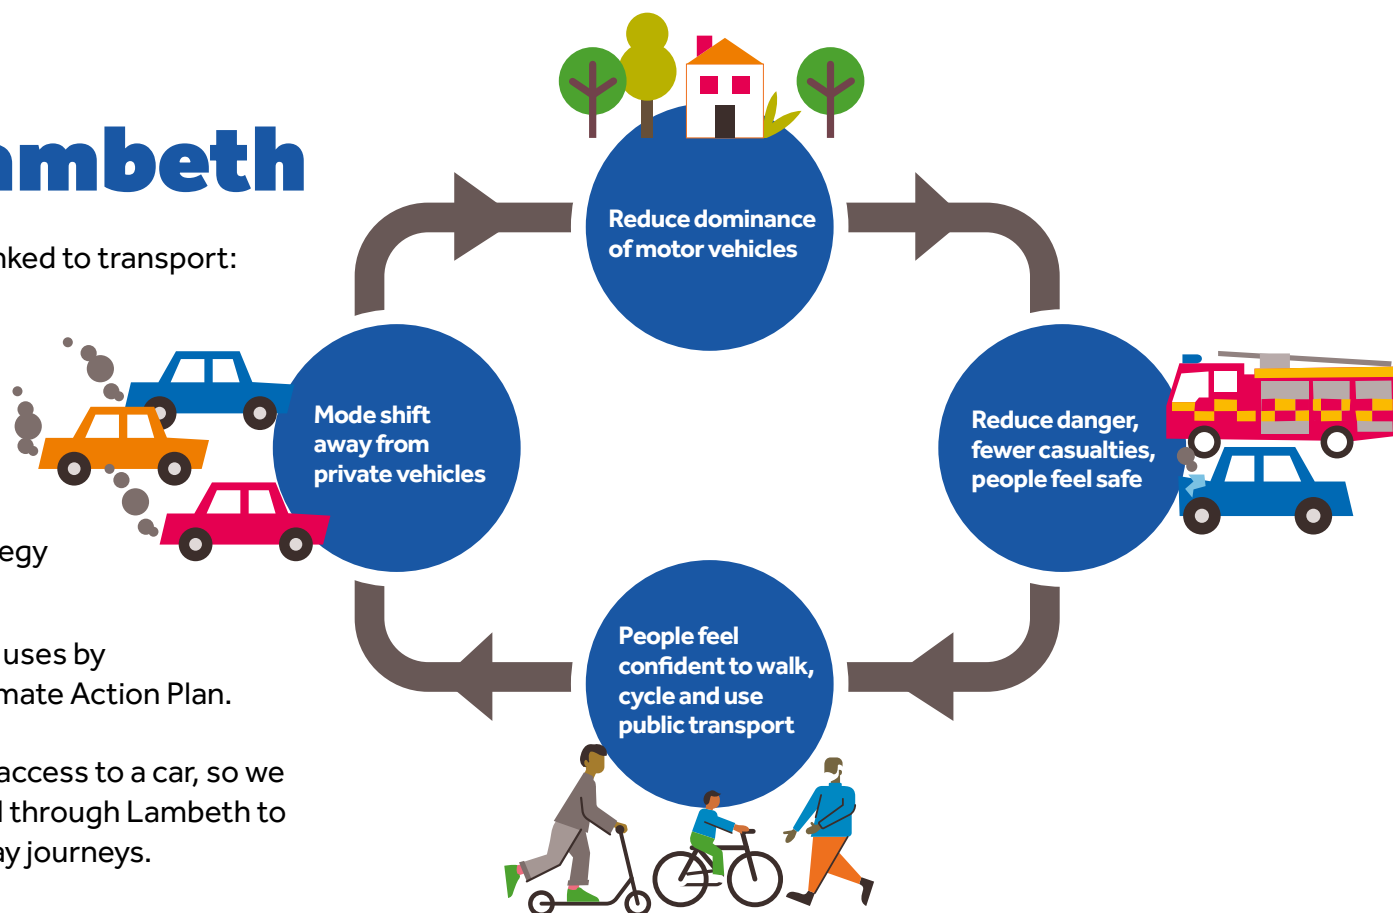 ambeth
nked to transport:
egy
uses by
mate Action Plan.
access to a car, so we
through Lambeth to
ay journeys.
Reduce dominance
of motor vehicles
Reduce danger,
fewer casualties,
people feel safe
People feel
confident to walk,
cycle and use
public transport
Mode shift
away from
private vehicles